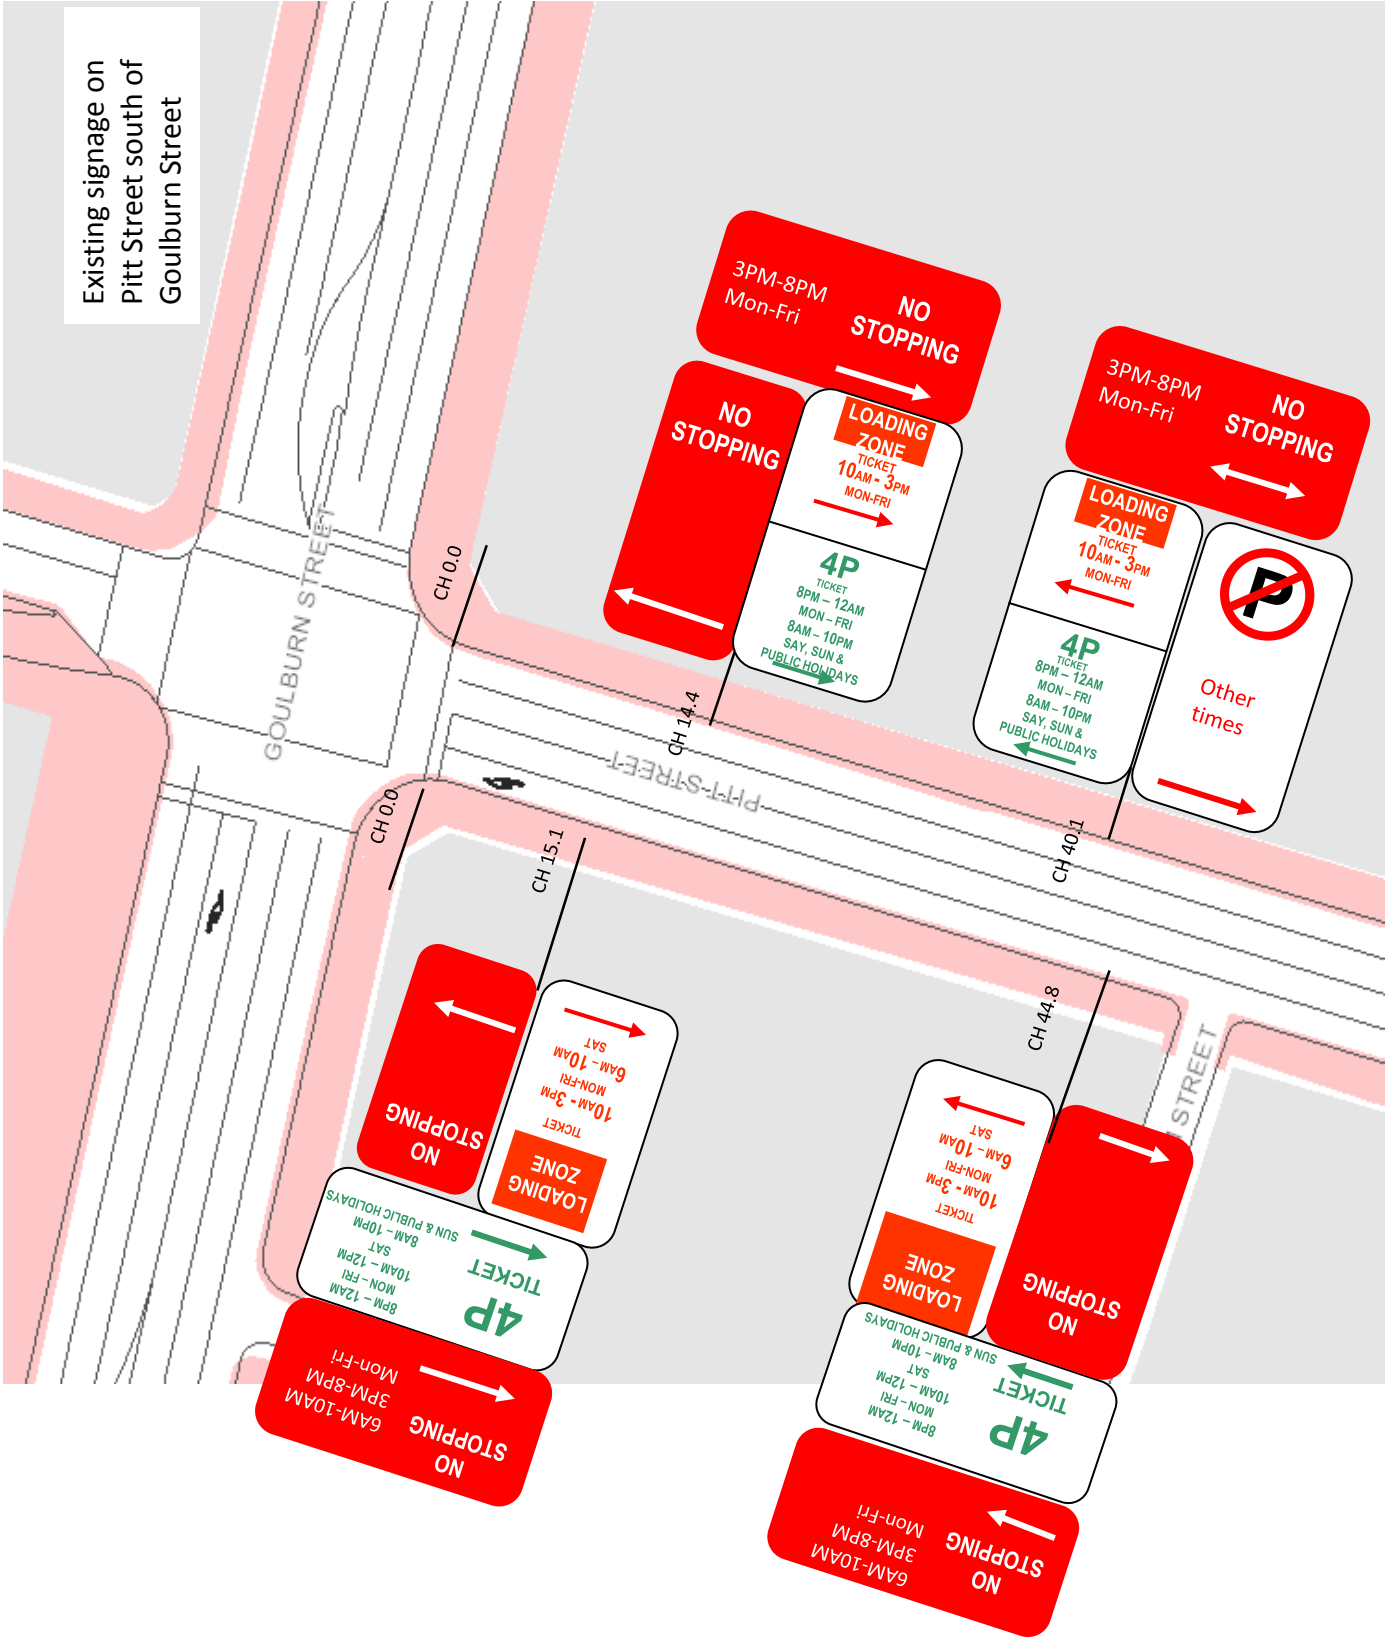 Existing signage on
Pitt Street south of
Goulburn Street
GOULBURN STREET
PITT STREET
STREET
CH 0.0
CH 14.4
CH 40.1
CH 0.0
CH 15.1
CH 44.8
3PM-8PM
Mon-Fri
NO
STOPPING
NO
STOPPING
LOADING
ZONE
TICKET
10AM - 3PM
MON-FRI
4P
TICKET
8PM – 12AM
MON – FRI
8AM – 10PM
SAY, SUN &
PUBLIC HOLIDAYS
3PM-8PM
Mon-Fri
NO
STOPPING
LOADING
ZONE
TICKET
10AM - 3PM
MON-FRI
4P
TICKET
8PM – 12AM
MON – FRI
8AM – 10PM
SAY, SUN &
PUBLIC HOLIDAYS
P
Other
times
NO
STOPPING
LOADING
ZONE
TICKET
10AM - 3PM
MON-FRI
6AM – 10AM
SAT
4P
TICKET
8PM – 12AM
MON – FRI
10AM – 12PM
SAT
8AM – 10PM
SUN & PUBLIC HOLIDAYS
NO
STOPPING
6AM-10AM
3PM-8PM
Mon-Fri
LOADING
ZONE
TICKET
10AM - 3PM
MON-FRI
6AM – 10AM
SAT
NO
STOPPING
4P
TICKET
8PM – 12AM
MON – FRI
10AM – 12PM
SAT
8AM – 10PM
SUN & PUBLIC HOLIDAYS
NO
STOPPING
6AM-10AM
3PM-8PM
Mon-Fri